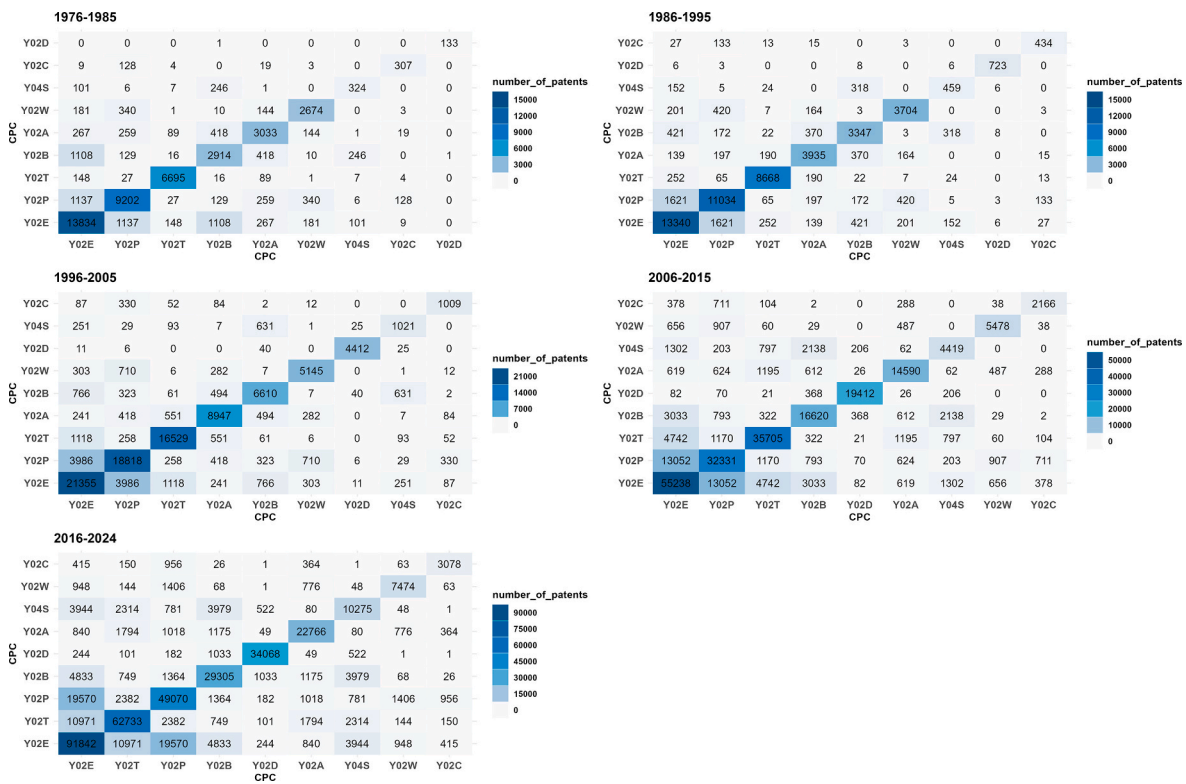 1976-1985
Y02D 0 0 0 1 0 0 0 0 133
Y02C 9 128 4 0 19 3 0 307 0
Y04S 101 6 7 246 1 0 324 0 0
Y02W 181 340 1 10 144 2674 0 0 0
Y02A 267 259 89 418 3033 144 1 0 0
Y02B 1108 129 16 2914 418 10 246 0 1
Y02T 148 27 6695 16 89 1 7 4 0
Y02P 1137 9202 27 129 259 340 6 128 0
Y02E 13834 1137 148 1108 267 181 101 9 0
Y02E Y02P Y02T Y02B Y02A Y02W Y04S Y02C Y02D
CPC
CPC
number_of_patents
15000
12000
9000
6000
3000
0
1986-1995
Y02C 27 133 13 15 0 3 0 0 434
Y02D 6 3 0 0 8 0 6 723 0
Y04S 152 5 24 0 318 0 459 6 0
Y02W 201 420 7 164 3 3704 0 0 3
Y02B 421 172 22 370 3347 3 318 8 0
Y02A 139 197 190 3935 370 164 0 0 15
Y02T 252 65 8668 190 22 7 24 0 13
Y02P 1621 11034 65 197 172 420 5 3 133
Y02E 13340 1621 252 139 421 201 152 6 27
Y02E Y02P Y02T Y02A Y02B Y02W Y04S Y02D Y02C
CPC
CPC
number_of_patents
15000
12000
9000
6000
3000
0
1996-2005
Y02C 87 330 52 84 2 12 0 0 1009
Y04S 251 29 93 7 631 1 25 1021 0
Y02D 11 6 0 0 40 0 4412 25 0
Y02W 303 710 6 282 7 5145 0 1 12
Y02B 766 323 61 494 6610 7 40 631 2
Y02A 241 418 551 8947 494 282 0 7 84
Y02T 1118 258 16529 551 61 6 0 93 52
Y02P 3986 18818 258 418 323 710 6 29 330
Y02E 21355 3986 1118 241 766 303 11 251 87
Y02E Y02P Y02T Y02A Y02B Y02W Y02D Y04S Y02C
CPC
CPC
number_of_patents
21000
14000
7000
0
2006-2015
Y02C 378 711 104 2 0 288 0 38 2166
Y02W 656 907 60 29 0 487 0 5478 38
Y04S 1302 203 797 2138 206 62 4419 0 0
Y02A 619 624 1195 612 26 14590 62 487 288
Y02D 82 70 21 368 19412 26 206 0 0
Y02B 3033 793 322 16620 368 612 2138 29 2
Y02T 4742 1170 35705 322 21 1195 797 60 104
Y02P 13052 32331 1170 793 70 624 203 907 711
Y02E 55238 13052 4742 3033 82 619 1302 656 378
Y02E Y02P Y02T Y02B Y02D Y02A Y04S Y02W Y02C
CPC
CPC
number_of_patents
50000
40000
30000
20000
10000
0
2016-2024
Y02C 415 150 956 26 1 364 1 63 3078
Y02W 948 144 1406 68 1 776 48 7474 63
Y04S 3944 2314 781 3979 522 80 10275 48 1
Y02A 840 1794 1018 1175 49 22766 80 776 364
Y02D 244 101 182 1033 34068 49 522 1 1
Y02B 4833 749 1364 29305 1033 1175 3979 68 26
Y02P 19570 2382 49070 1364 182 1018 781 1406 956
Y02T 10971 62733 2382 749 101 1794 2314 144 150
Y02E 91842 10971 19570 4833 244 840 3944 948 415
Y02E Y02T Y02P Y02B Y02D Y02A Y04S Y02W Y02C
CPC
CPC
number_of_patents
90000
75000
60000
45000
30000
15000
0